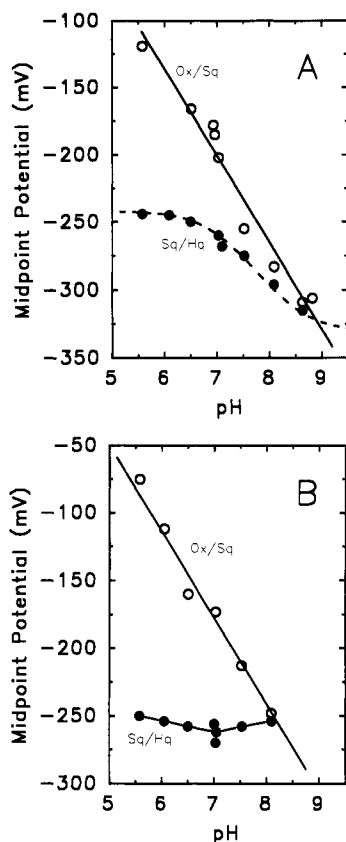 A
Midpoint Potential (mV)
-100
-150
-200
-250
-300
-350
Ox/Sq
Sq/Hq
5 6 7 8 9
pH
B
Midpoint Potential (mV)
-50
-100
-150
-200
-250
-300
Ox/Sq
Sq/Hq
5 6 7 8 9
pH